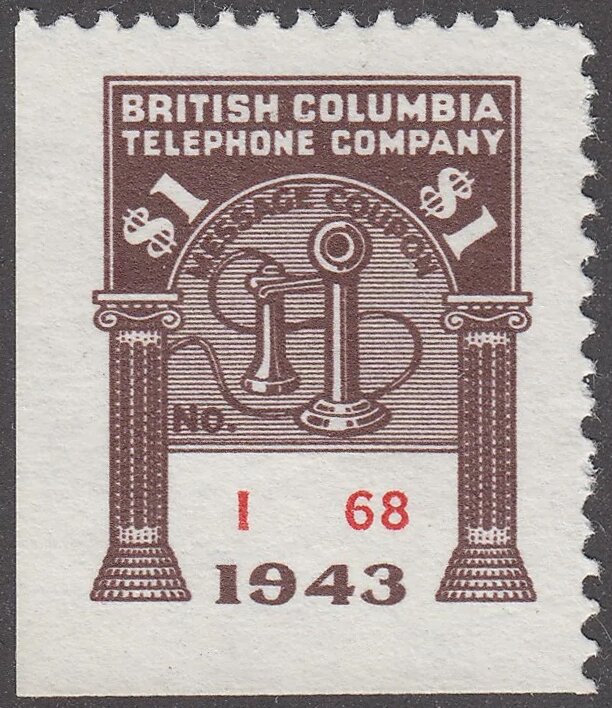 BRITISH COLUMBIA
TELEPHONE COMPANY
$1 $1
MESSAGE COUPON
NO.
I 68
1943